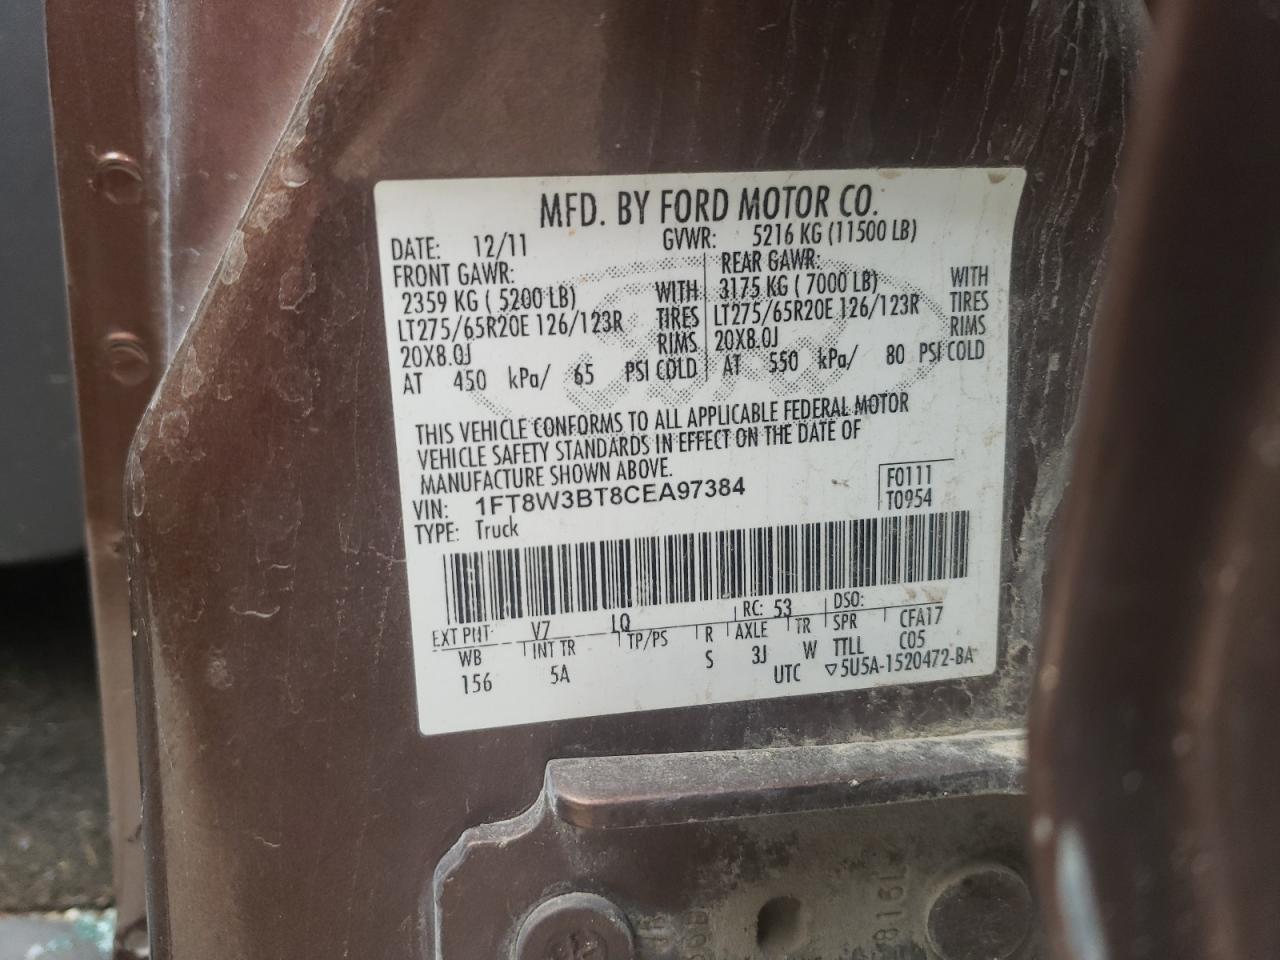 MFD. BY FORD MOTOR CO.
DATE: 12/11 GVWR: 5216 KG (11500 LB)
FRONT GAWR: REAR GAWR:
2359 KG ( 5200 LB) WITH 3175 KG ( 7000 LB) WITH
LT275/65R20E 126/123R TIRES LT275/65R20E 126/123R TIRES
20X8.0J RIMS 20X8.0J RIMS
AT 450 kPa/ 65 PSI COLD AT 550 kPa/ 80 PSI COLD
THIS VEHICLE CONFORMS TO ALL APPLICABLE FEDERAL MOTOR
VEHICLE SAFETY STANDARDS IN EFFECT ON THE DATE OF
MANUFACTURE SHOWN ABOVE.
VIN: 1FT8W3BT8CEA97384 F0111
TYPE: Truck T0954
EXT PNT: V7 LQ RC: 53 DSO:
WB INT TR TP/PS R AXLE TR SPR CFA17
156 5A S 3J W TTLL C05
UTC ▽5U5A-1520472-BA